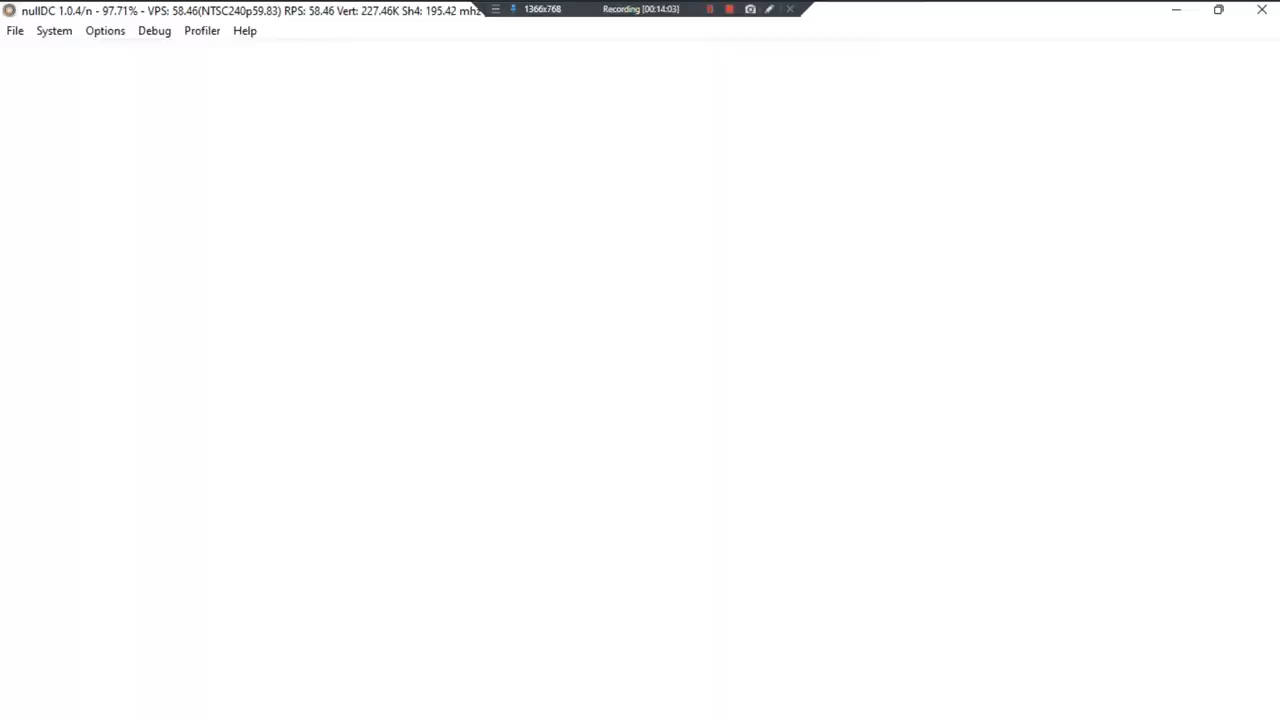 nullDC 1.0.4/n - 97.71% - VPS: 58.46(NTSC240p59.83) RPS: 58.46 Vert: 227.46K Sh4: 195.42 mhz
1366x768
Recording [00:14:03]
File System Options Debug Profiler Help